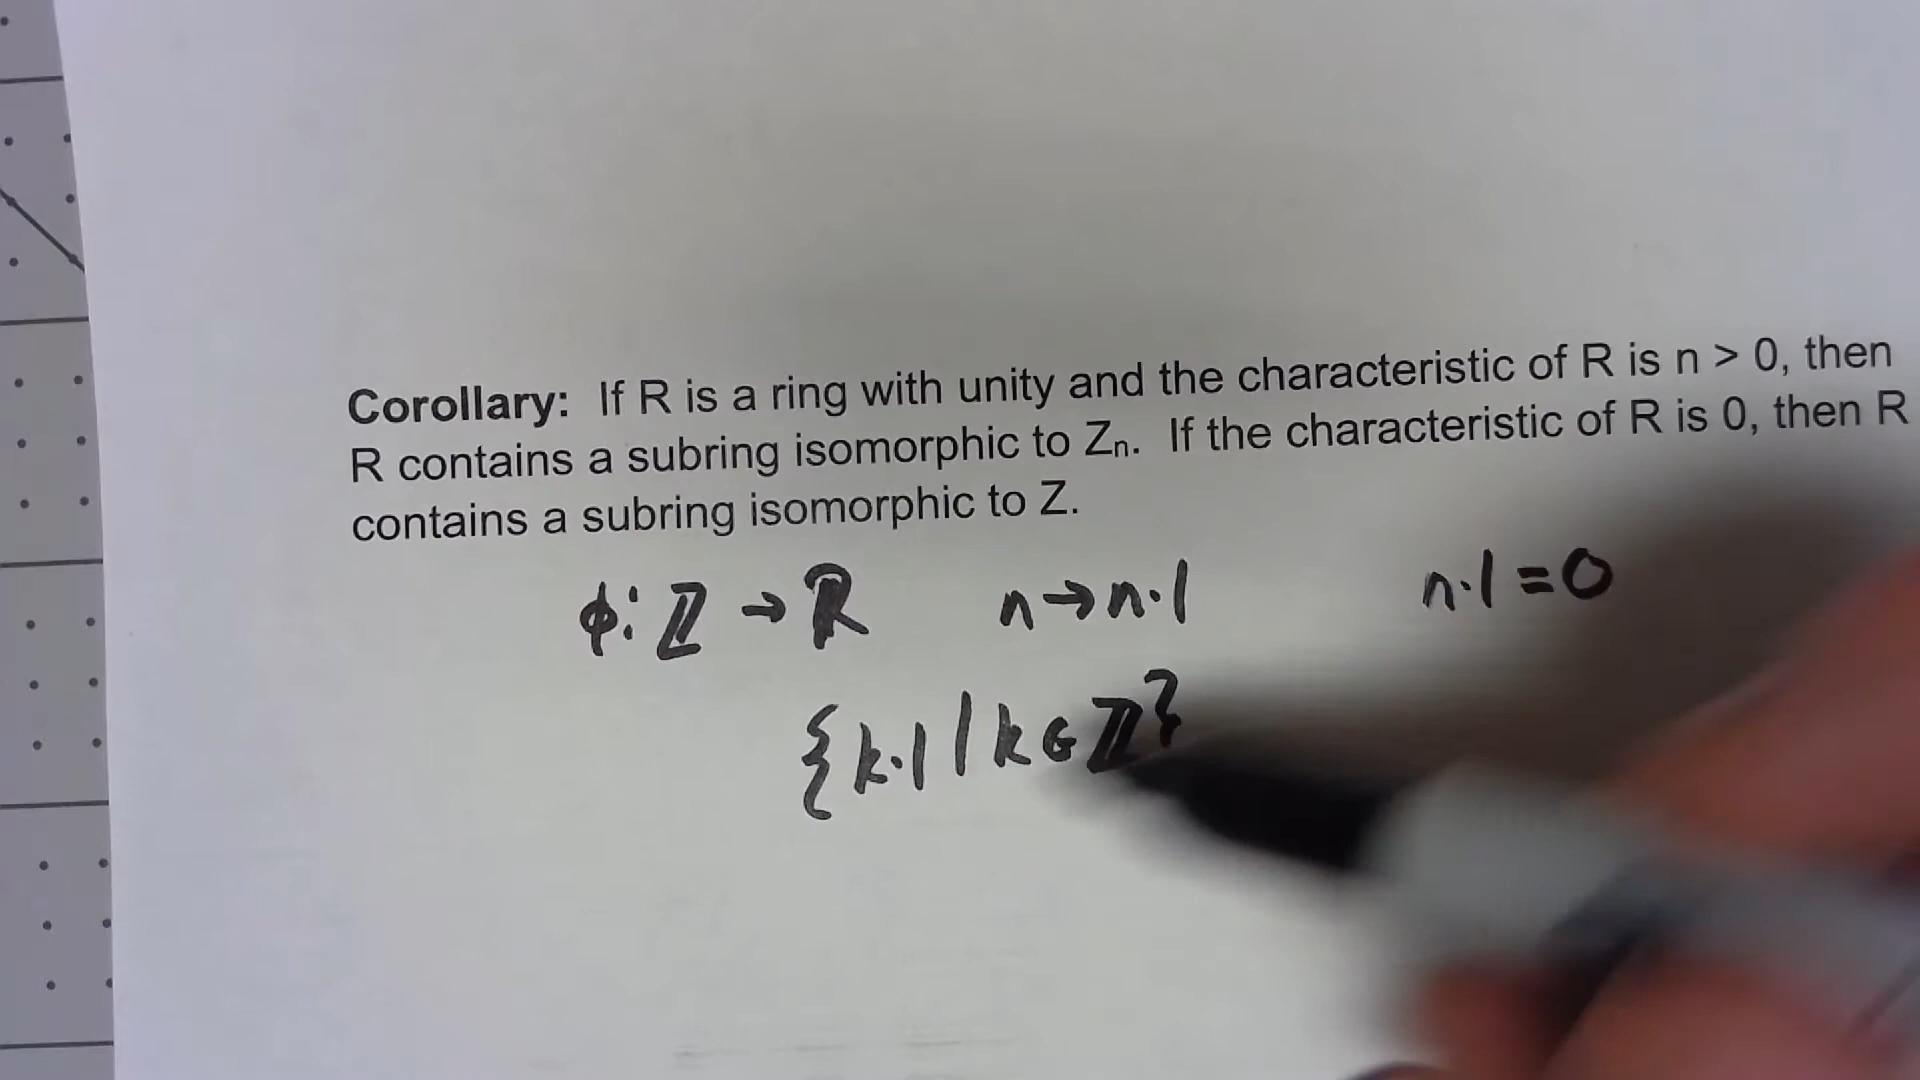 Corollary: If R is a ring with unity and the characteristic of R is n > 0, then
R contains a subring isomorphic to Zₙ. If the characteristic of R is 0, then R
contains a subring isomorphic to Z.
ϕ: ℤ → R n → n·1 n·1 = 0
{k·1 | k ∈ ℤ}